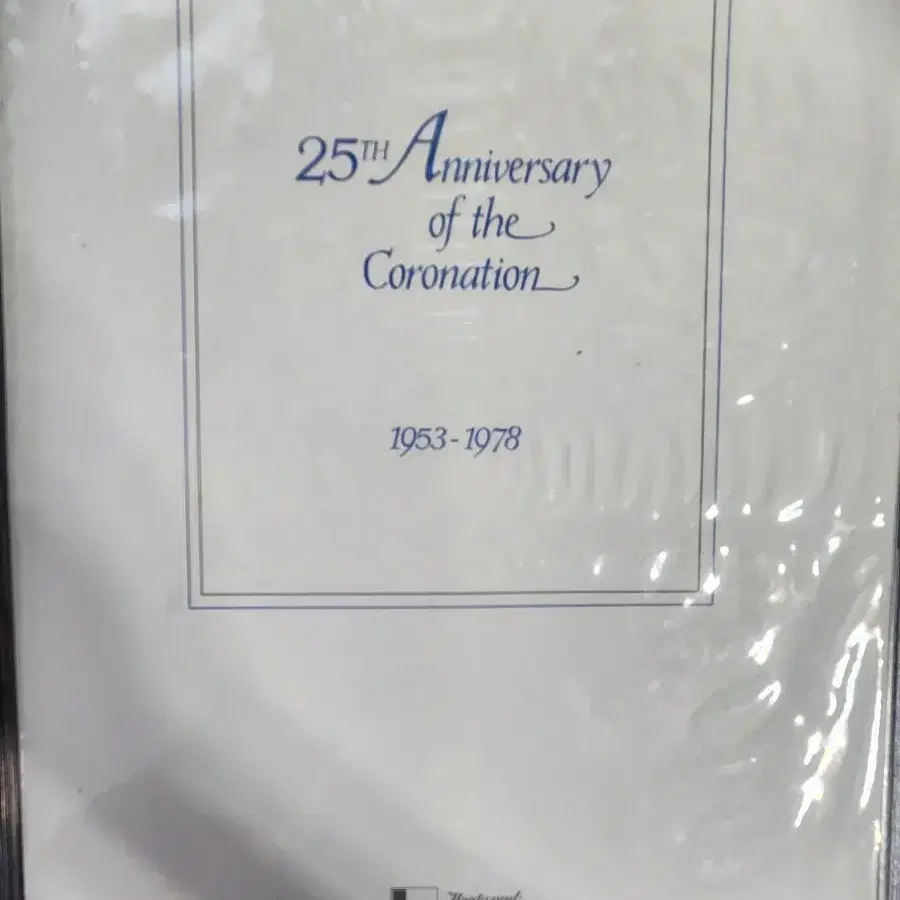 25TH Anniversary
of the
Coronation
1953-1978